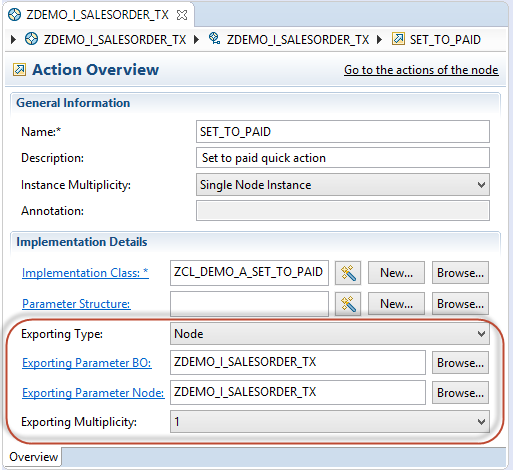 ZDEMO_I_SALESORDER_TX
ZDEMO_I_SALESORDER_TX ZDEMO_I_SALESORDER_TX SET_TO_PAID
Action Overview Go to the actions of the node
General Information
Name:* SET_TO_PAID
Description: Set to paid quick action
Instance Multiplicity: Single Node Instance
Annotation:
Implementation Details
Implementation Class: * ZCL_DEMO_A_SET_TO_PAID New... Browse...
Parameter Structure: New... Browse...
Exporting Type: Node
Exporting Parameter BO: ZDEMO_I_SALESORDER_TX Browse...
Exporting Parameter Node: ZDEMO_I_SALESORDER_TX Browse...
Exporting Multiplicity: 1
Overview